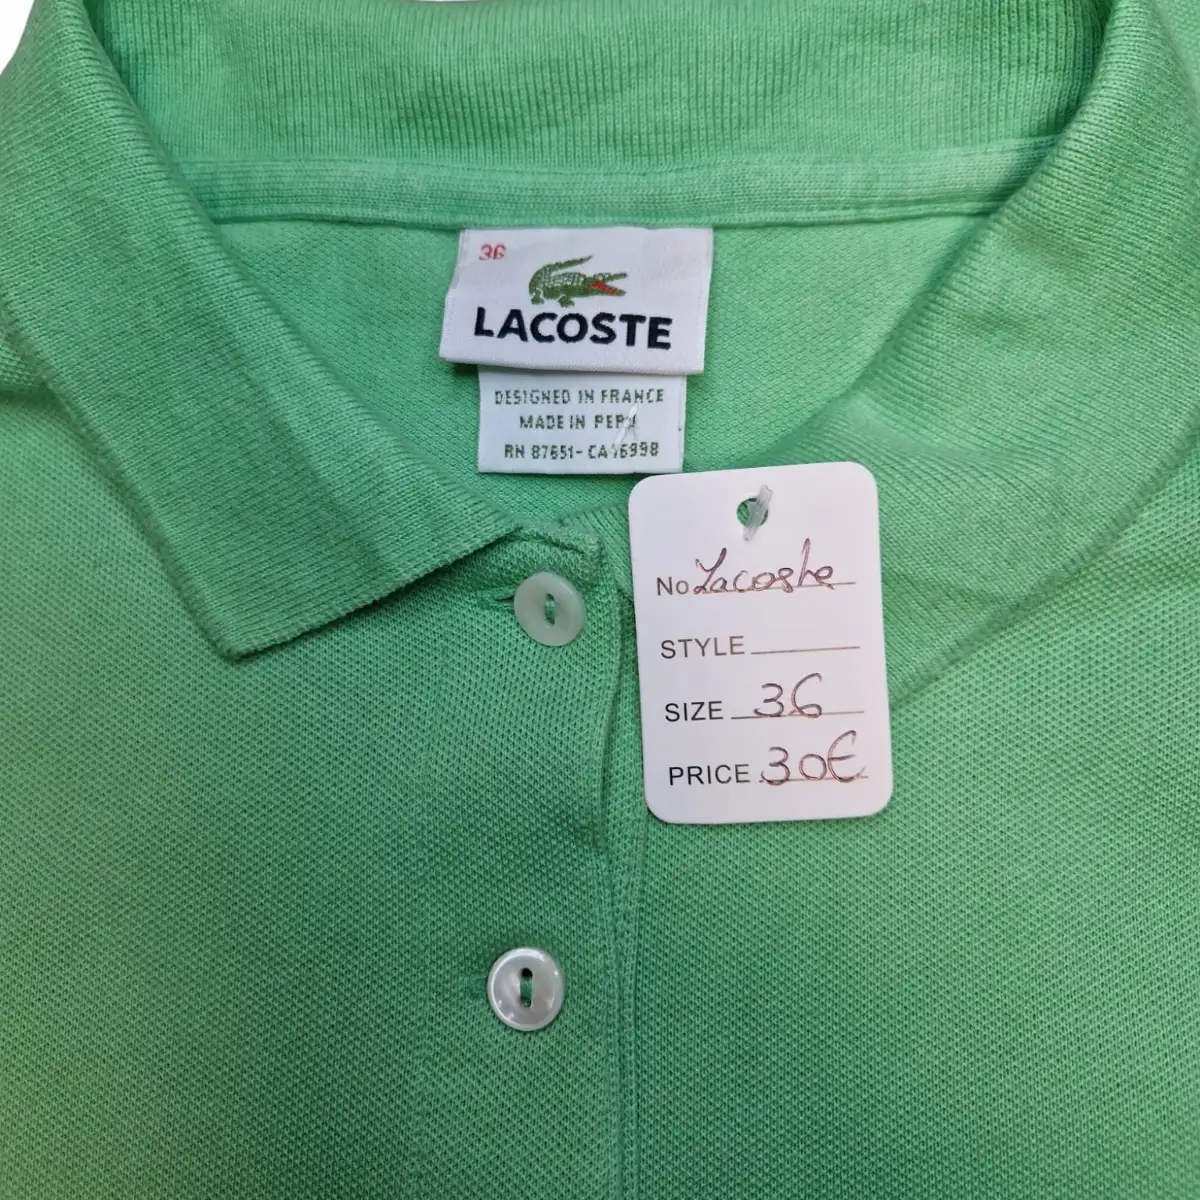 36
LACOSTE
DESIGNED IN FRANCE
MADE IN PERU
RN 87651- CA16998
No Lacoste
STYLE
SIZE 36
PRICE 30€